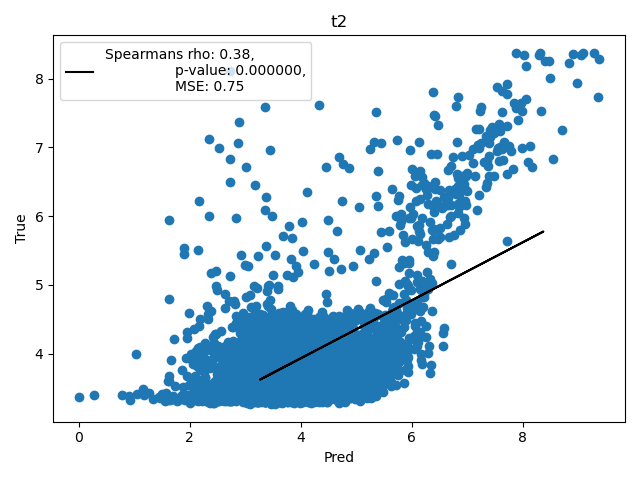 t2
Spearmans rho: 0.38,
p-value: 0.000000,
MSE: 0.75
True
8
7
6
5
4
0 2 4 6 8
Pred